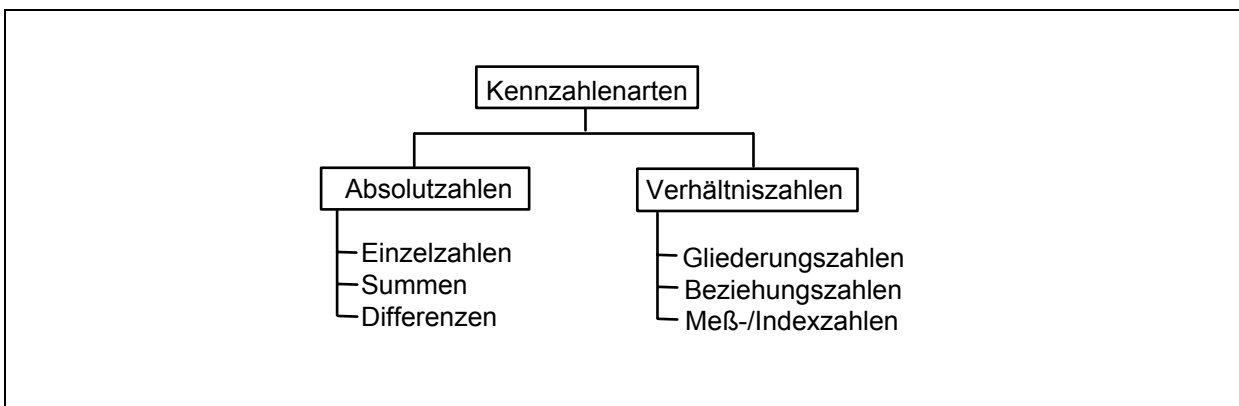 Kennzahlenarten
Absolutzahlen
Einzelzahlen
Summen
Differenzen
Verhältniszahlen
Gliederungszahlen
Beziehungszahlen
Meß-/Indexzahlen